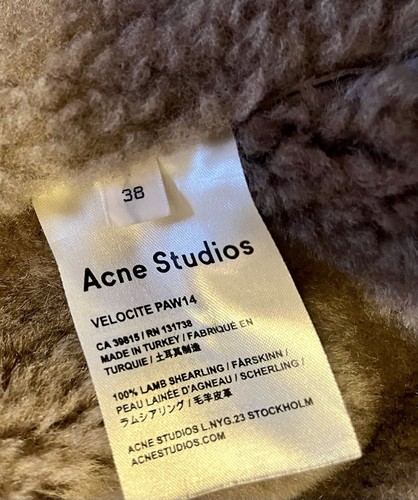 38
Acne Studios
VELOCITE PAW14
CA 39815 / RN 131738
MADE IN TURKEY / FABRIQUE EN
TURQUIE / 土耳其制造
100% LAMB SHEARLING / FÅRSKINN /
PEAU LAINÉE D'AGNEAU / SCHERLING /
ラムシアリング / 毛羊皮革
ACNE STUDIOS L.NYG.23 STOCKHOLM
ACNESTUDIOS.COM